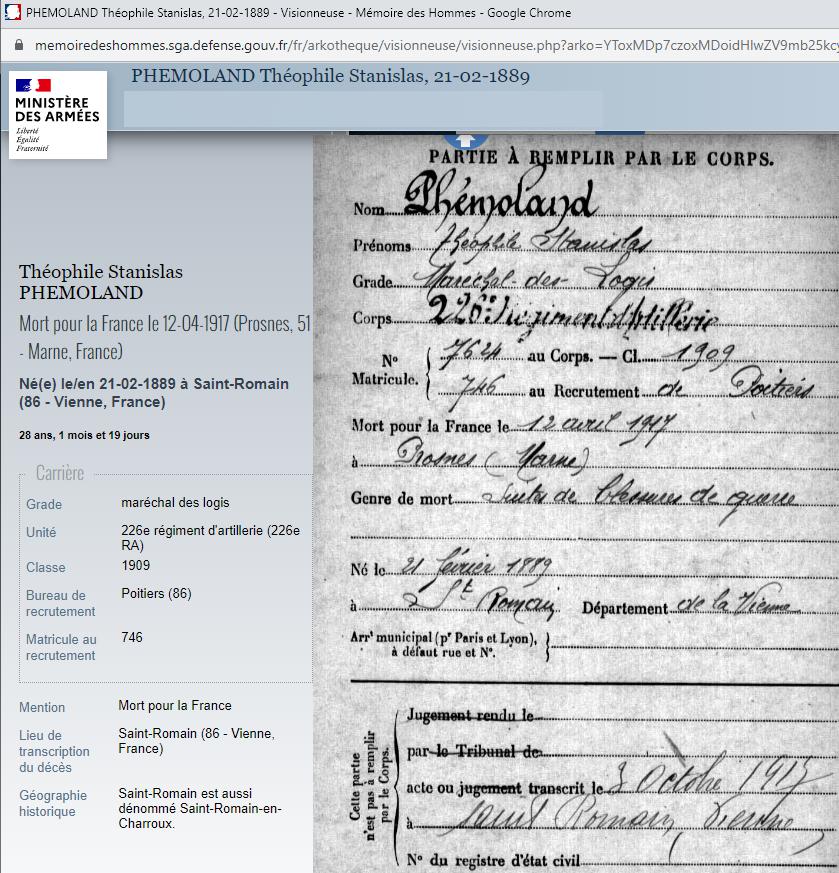 PHEMOLAND Théophile Stanislas, 21-02-1889 - Visionneuse - Mémoire des Hommes - Google Chrome
memoiredeshommes.sga.defense.gouv.fr/fr/arkotheque/visionneuse/visionneuse.php?arko=YToxMDp7czoxMDoidHlwZV9mb25kcy
MINISTÈRE
DES ARMÉES
Liberté
Égalité
Fraternité
PHEMOLAND Théophile Stanislas, 21-02-1889
Théophile Stanislas
PHEMOLAND
Mort pour la France le 12-04-1917 (Prosnes, 51
- Marne, France)
Né(e) le/en 21-02-1889 à Saint-Romain
(86 - Vienne, France)
28 ans, 1 mois et 19 jours
Carrière
Grade maréchal des logis
Unité 226e régiment d'artillerie (226e
RA)
Classe 1909
Bureau de Poitiers (86)
recrutement
Matricule au 746
recrutement
Mention Mort pour la France
Lieu de Saint-Romain (86 - Vienne,
transcription France)
du décès
Géographie Saint-Romain est aussi
historique dénommé Saint-Romain-en-
Charroux.
PARTIE À REMPLIR PAR LE CORPS.
Nom Phémoland
Prénoms Théophile Stanislas
Grade Maréchal-des-Logis
Corps 226e Régiment d'Artillerie
No 7624 au Corps. — Cl. 1909
Matricule. 746 au Recrutement de Poitiers
Mort pour la France le 12 avril 1917
à Prosnes (Marne)
Genre de mort Suites de blessures de guerre
Né le 21 février 1889
à St Romain Département de la Vienne
Arrt municipal (pr Paris et Lyon),
à défaut rue et No.
Cette partie
n'est pas à remplir
par le Corps.
Jugement rendu le
par le Tribunal de
acte ou jugement transcrit le 3 Octobre 1917
à Saint Romain Vienne
No du registre d'état civil